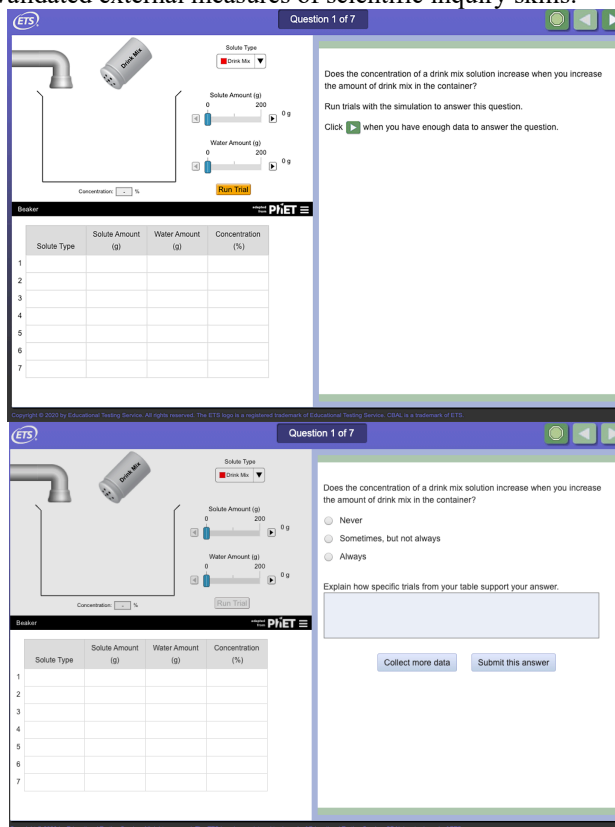 validated external measures of scientific inquiry skills.
ETS
Question 1 of 7
Drink Mix
Solute Type
Drink Mix
Solute Amount (g)
0 200
0 g
Water Amount (g)
0 200
0 g
Run Trial
Concentration: - %
Beaker
adapted from PhET
Solute Type Solute Amount (g) Water Amount (g) Concentration (%)
1
2
3
4
5
6
7
Does the concentration of a drink mix solution increase when you increase
the amount of drink mix in the container?
Run trials with the simulation to answer this question.
Click when you have enough data to answer the question.
Copyright © 2020 by Educational Testing Service. All rights reserved. The ETS logo is a registered trademark of Educational Testing Service. CBAL is a trademark of ETS.
ETS
Question 1 of 7
Drink Mix
Solute Type
Drink Mix
Solute Amount (g)
0 200
0 g
Water Amount (g)
0 200
0 g
Run Trial
Concentration: - %
Beaker
adapted from PhET
Solute Type Solute Amount (g) Water Amount (g) Concentration (%)
1
2
3
4
5
6
7
Does the concentration of a drink mix solution increase when you increase
the amount of drink mix in the container?
Never
Sometimes, but not always
Always
Explain how specific trials from your table support your answer.
Collect more data Submit this answer